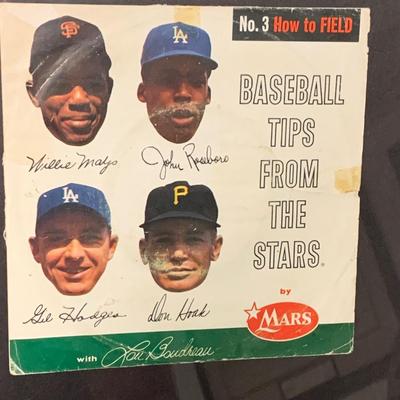 No. 3 How to FIELD
SF
LA
Willie Mays
John Roseboro
BASEBALL
TIPS
FROM
THE
STARS
LA
P
Gil Hodges
Don Hoak
by
MARS
with Lou Boudreau